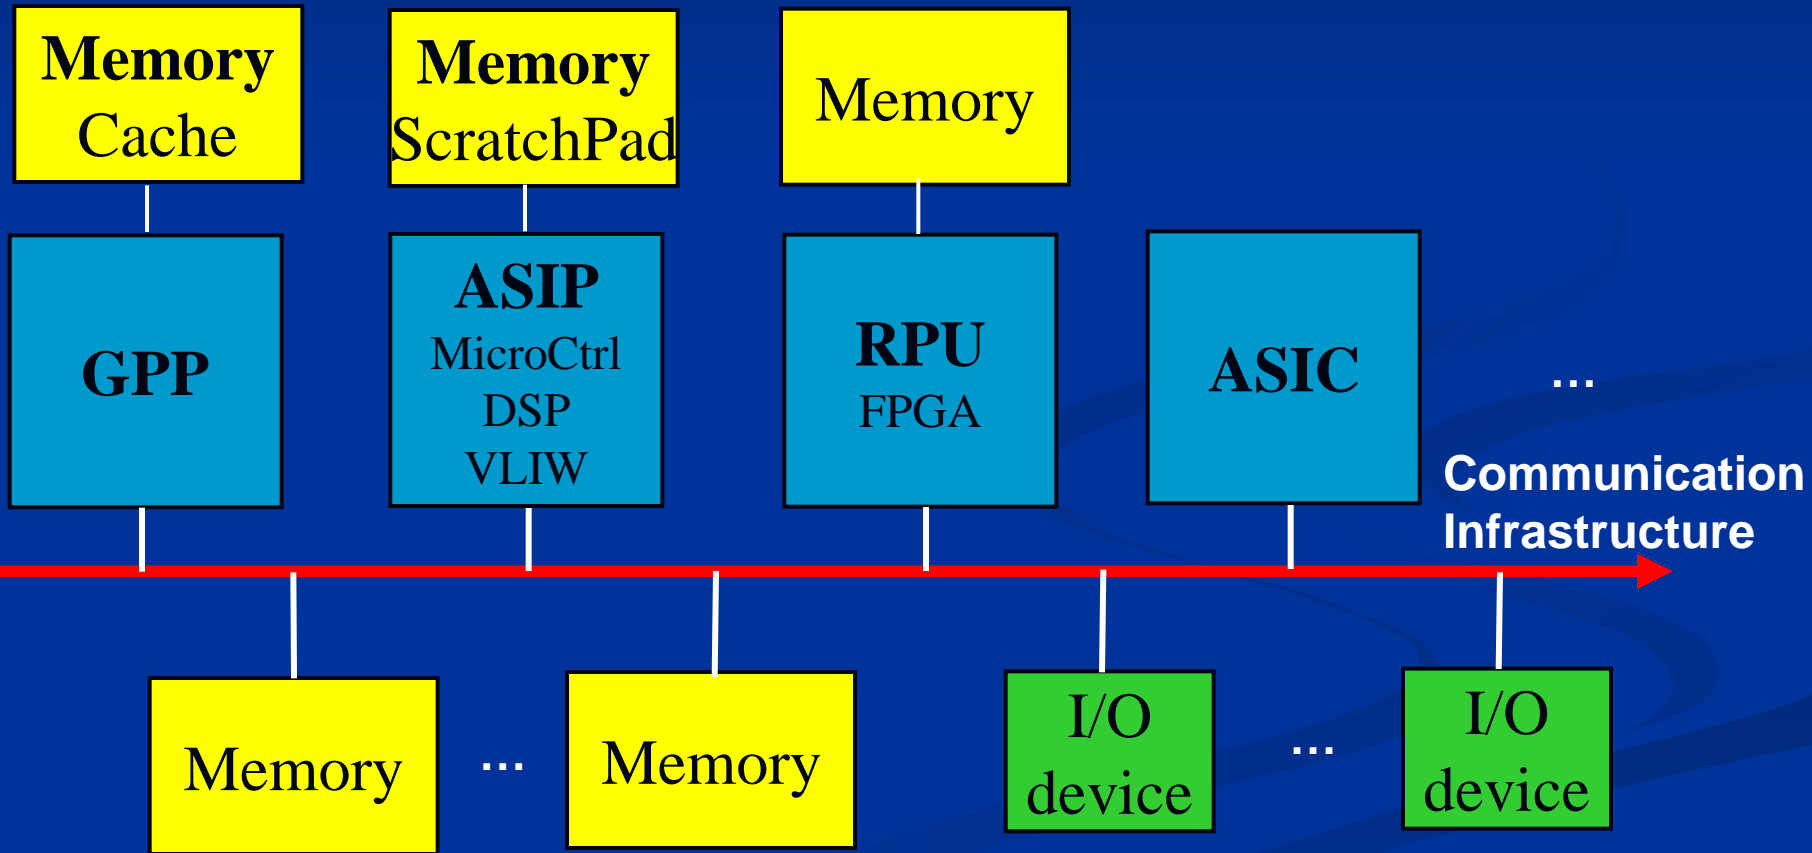 Memory
Cache
Memory
ScratchPad
Memory
GPP
ASIP
MicroCtrl
DSP
VLIW
RPU
FPGA
ASIC
...
Communication
Infrastructure
Memory
...
Memory
I/O
device
...
I/O
device